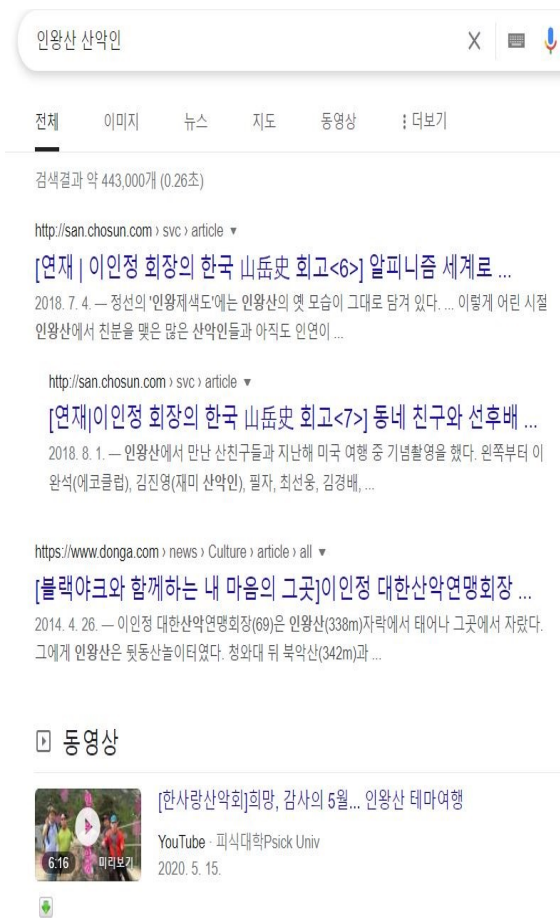 인왕산 산악인
전체 이미지 뉴스 지도 동영상 더보기
검색결과 약 443,000개 (0.26초)
http://san.chosun.com › svc › article
[연재 | 이인정 회장의 한국 山岳史 회고<6>] 알피니즘 세계로 ...
2018. 7. 4. — 정선의 '인왕제색도'에는 인왕산의 옛 모습이 그대로 담겨 있다. ... 이렇게 어린 시절
인왕산에서 친분을 맺은 많은 산악인들과 아직도 인연이 ...
http://san.chosun.com › svc › article
[연재|이인정 회장의 한국 山岳史 회고<7>] 동네 친구와 선후배 ...
2018. 8. 1. — 인왕산에서 만난 산친구들과 지난해 미국 여행 중 기념촬영을 했다. 왼쪽부터 이
완석(에코클럽), 김진영(재미 산악인), 필자, 최선웅, 김경배, ...
https://www.donga.com › news › Culture › article › all
[블랙야크와 함께하는 내 마음의 그곳]이인정 대한산악연맹회장 ...
2014. 4. 26. — 이인정 대한산악연맹회장(69)은 인왕산(338m)자락에서 태어나 그곳에서 자랐다.
그에게 인왕산은 뒷동산놀이터였다. 청와대 뒤 북악산(342m)과 ...
동영상
[한사랑산악회]희망, 감사의 5월... 인왕산 테마여행
YouTube · 피식대학Psick Univ
6:16 미리보기
2020. 5. 15.